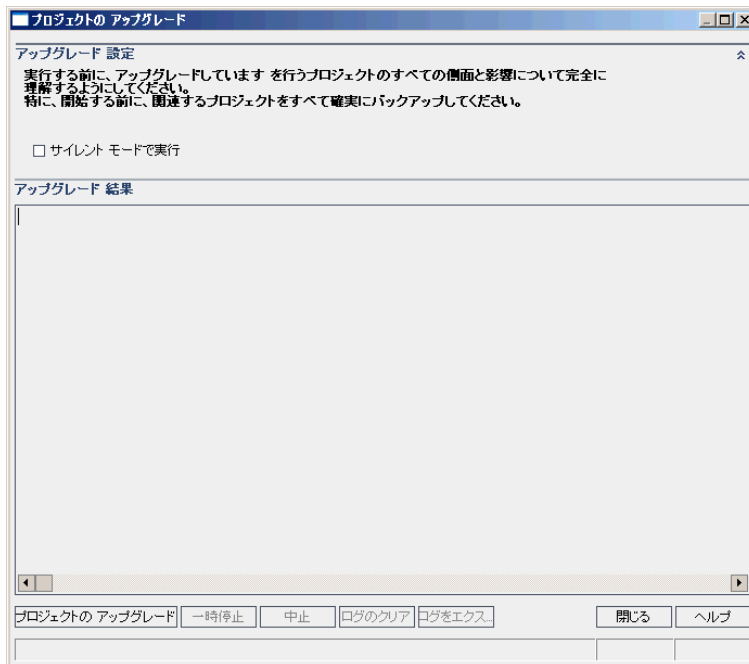 プロジェクトの アップグレード
アップグレード 設定
実行する前に、アップグレードしています を行うプロジェクトのすべての側面と影響について完全に
理解するようにしてください。
特に、開始する前に、関連するプロジェクトをすべて確実にバックアップしてください。
サイレント モードで実行
アップグレード 結果
プロジェクトの アップグレード
一時停止
中止
ログのクリア
ログをエクス...
閉じる
ヘルプ